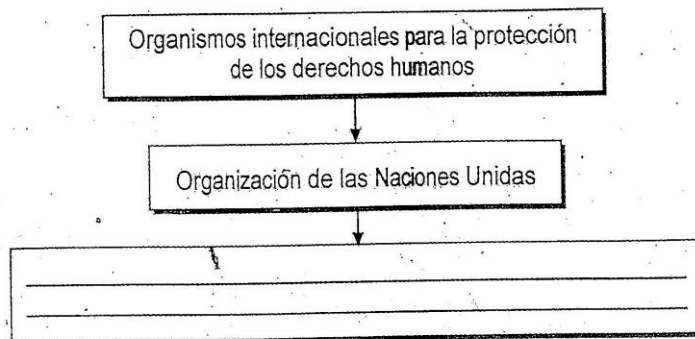 Organismos internacionales para la protección
de los derechos humanos
Organización de las Naciones Unidas